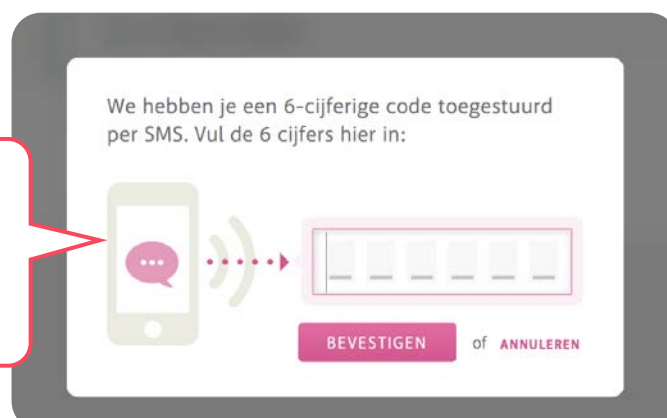 We hebben je een 6-cijferige code toegestuurd
per SMS. Vul de 6 cijfers hier in:
BEVESTIGEN of ANNULEREN